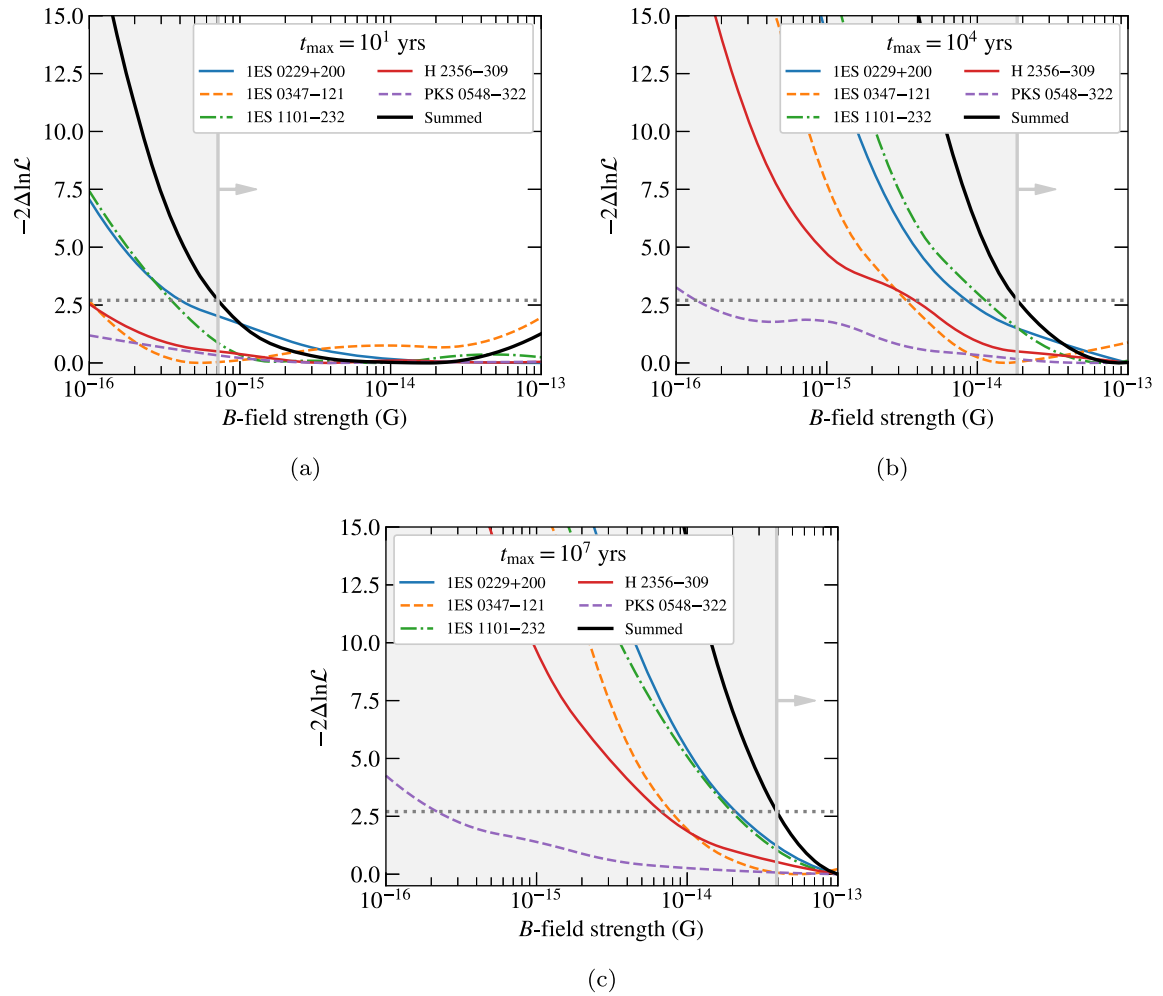 15.0
12.5
10.0
7.5
5.0
2.5
0.0
−2Δln𝓛
t_max = 10¹ yrs
1ES 0229+200
1ES 0347−121
1ES 1101−232
H 2356−309
PKS 0548−322
Summed
10⁻¹⁶ 10⁻¹⁵ 10⁻¹⁴ 10⁻¹³
B-field strength (G)
(a)
15.0
12.5
10.0
7.5
5.0
2.5
0.0
−2Δln𝓛
t_max = 10⁴ yrs
1ES 0229+200
1ES 0347−121
1ES 1101−232
H 2356−309
PKS 0548−322
Summed
10⁻¹⁶ 10⁻¹⁵ 10⁻¹⁴ 10⁻¹³
B-field strength (G)
(b)
15.0
12.5
10.0
7.5
5.0
2.5
0.0
−2Δln𝓛
t_max = 10⁷ yrs
1ES 0229+200
1ES 0347−121
1ES 1101−232
H 2356−309
PKS 0548−322
Summed
10⁻¹⁶ 10⁻¹⁵ 10⁻¹⁴ 10⁻¹³
B-field strength (G)
(c)